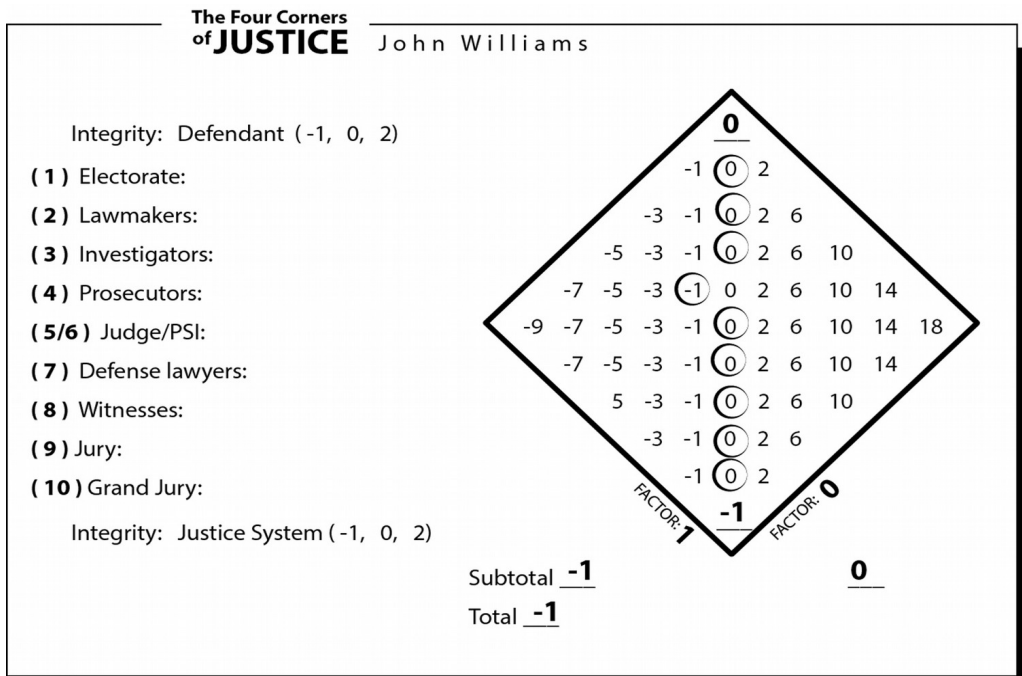 The Four Corners
of JUSTICE John Williams
0
Integrity: Defendant (-1, 0, 2)
(1) Electorate: -1 0 2
(2) Lawmakers: -3 -1 0 2 6
(3) Investigators: -5 -3 -1 0 2 6 10
(4) Prosecutors: -7 -5 -3 -1 0 2 6 10 14
(5/6) Judge/PSI: -9 -7 -5 -3 -1 0 2 6 10 14 18
(7) Defense lawyers: -7 -5 -3 -1 0 2 6 10 14
(8) Witnesses: 5 -3 -1 0 2 6 10
(9) Jury: -3 -1 0 2 6
(10) Grand Jury: -1 0 2
FACTOR: 1
FACTOR: 0
Integrity: Justice System (-1, 0, 2) -1
Subtotal -1 0
Total -1